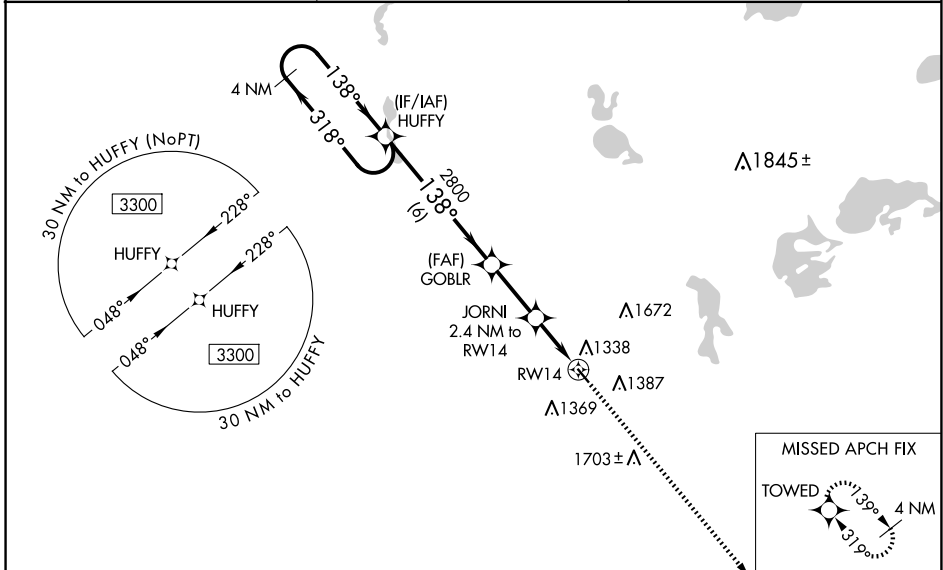 4 NM
138°
318°
(IF/IAF)
HUFFY
30 NM to HUFFY (NoPT)
3300
228°
HUFFY
048°
228°
HUFFY
048°
3300
30 NM to HUFFY
2800
138°
(6)
(FAF)
GOBLR
JORNI
2.4 NM to
RW14
RW14
1845 ±
1672
1338
1387
1369
1703 ±
MISSED APCH FIX
TOWED
139°
4 NM
319°